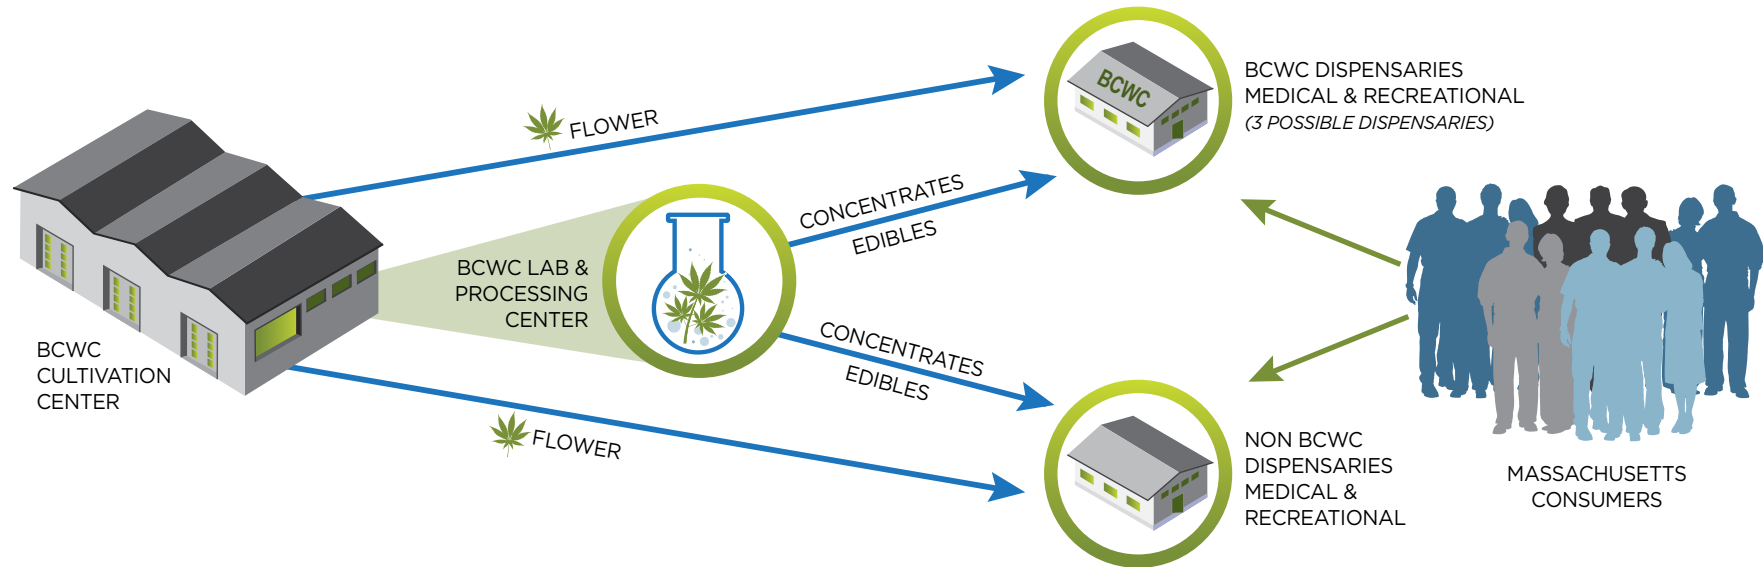 BCWC
CULTIVATION
CENTER
FLOWER
FLOWER
BCWC LAB &
PROCESSING
CENTER
CONCENTRATES
EDIBLES
CONCENTRATES
EDIBLES
BCWC
BCWC DISPENSARIES
MEDICAL & RECREATIONAL
(3 POSSIBLE DISPENSARIES)
NON BCWC
DISPENSARIES
MEDICAL &
RECREATIONAL
MASSACHUSETTS
CONSUMERS